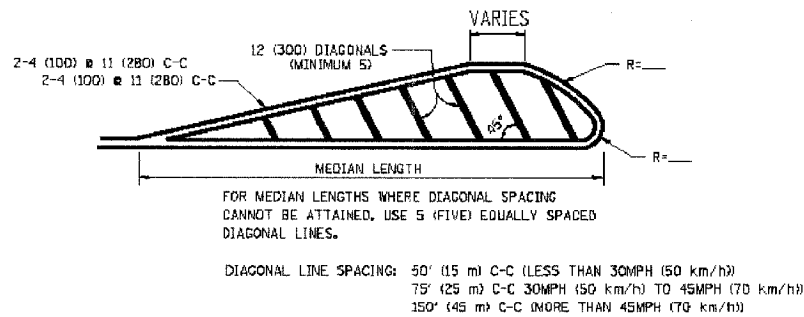 VARIES
12 (300) DIAGONALS
(MINIMUM 5)
2-4 (100) @ 11 (280) C-C
2-4 (100) @ 11 (280) C-C
R=___
45°
R=___
MEDIAN LENGTH
FOR MEDIAN LENGTHS WHERE DIAGONAL SPACING
CANNOT BE ATTAINED, USE 5 (FIVE) EQUALLY SPACED
DIAGONAL LINES.
DIAGONAL LINE SPACING: 50' (15 m) C-C (LESS THAN 30MPH (50 km/h))
75' (25 m) C-C 30MPH (50 km/h) TO 45MPH (70 km/h))
150' (45 m) C-C (MORE THAN 45MPH (70 km/h))